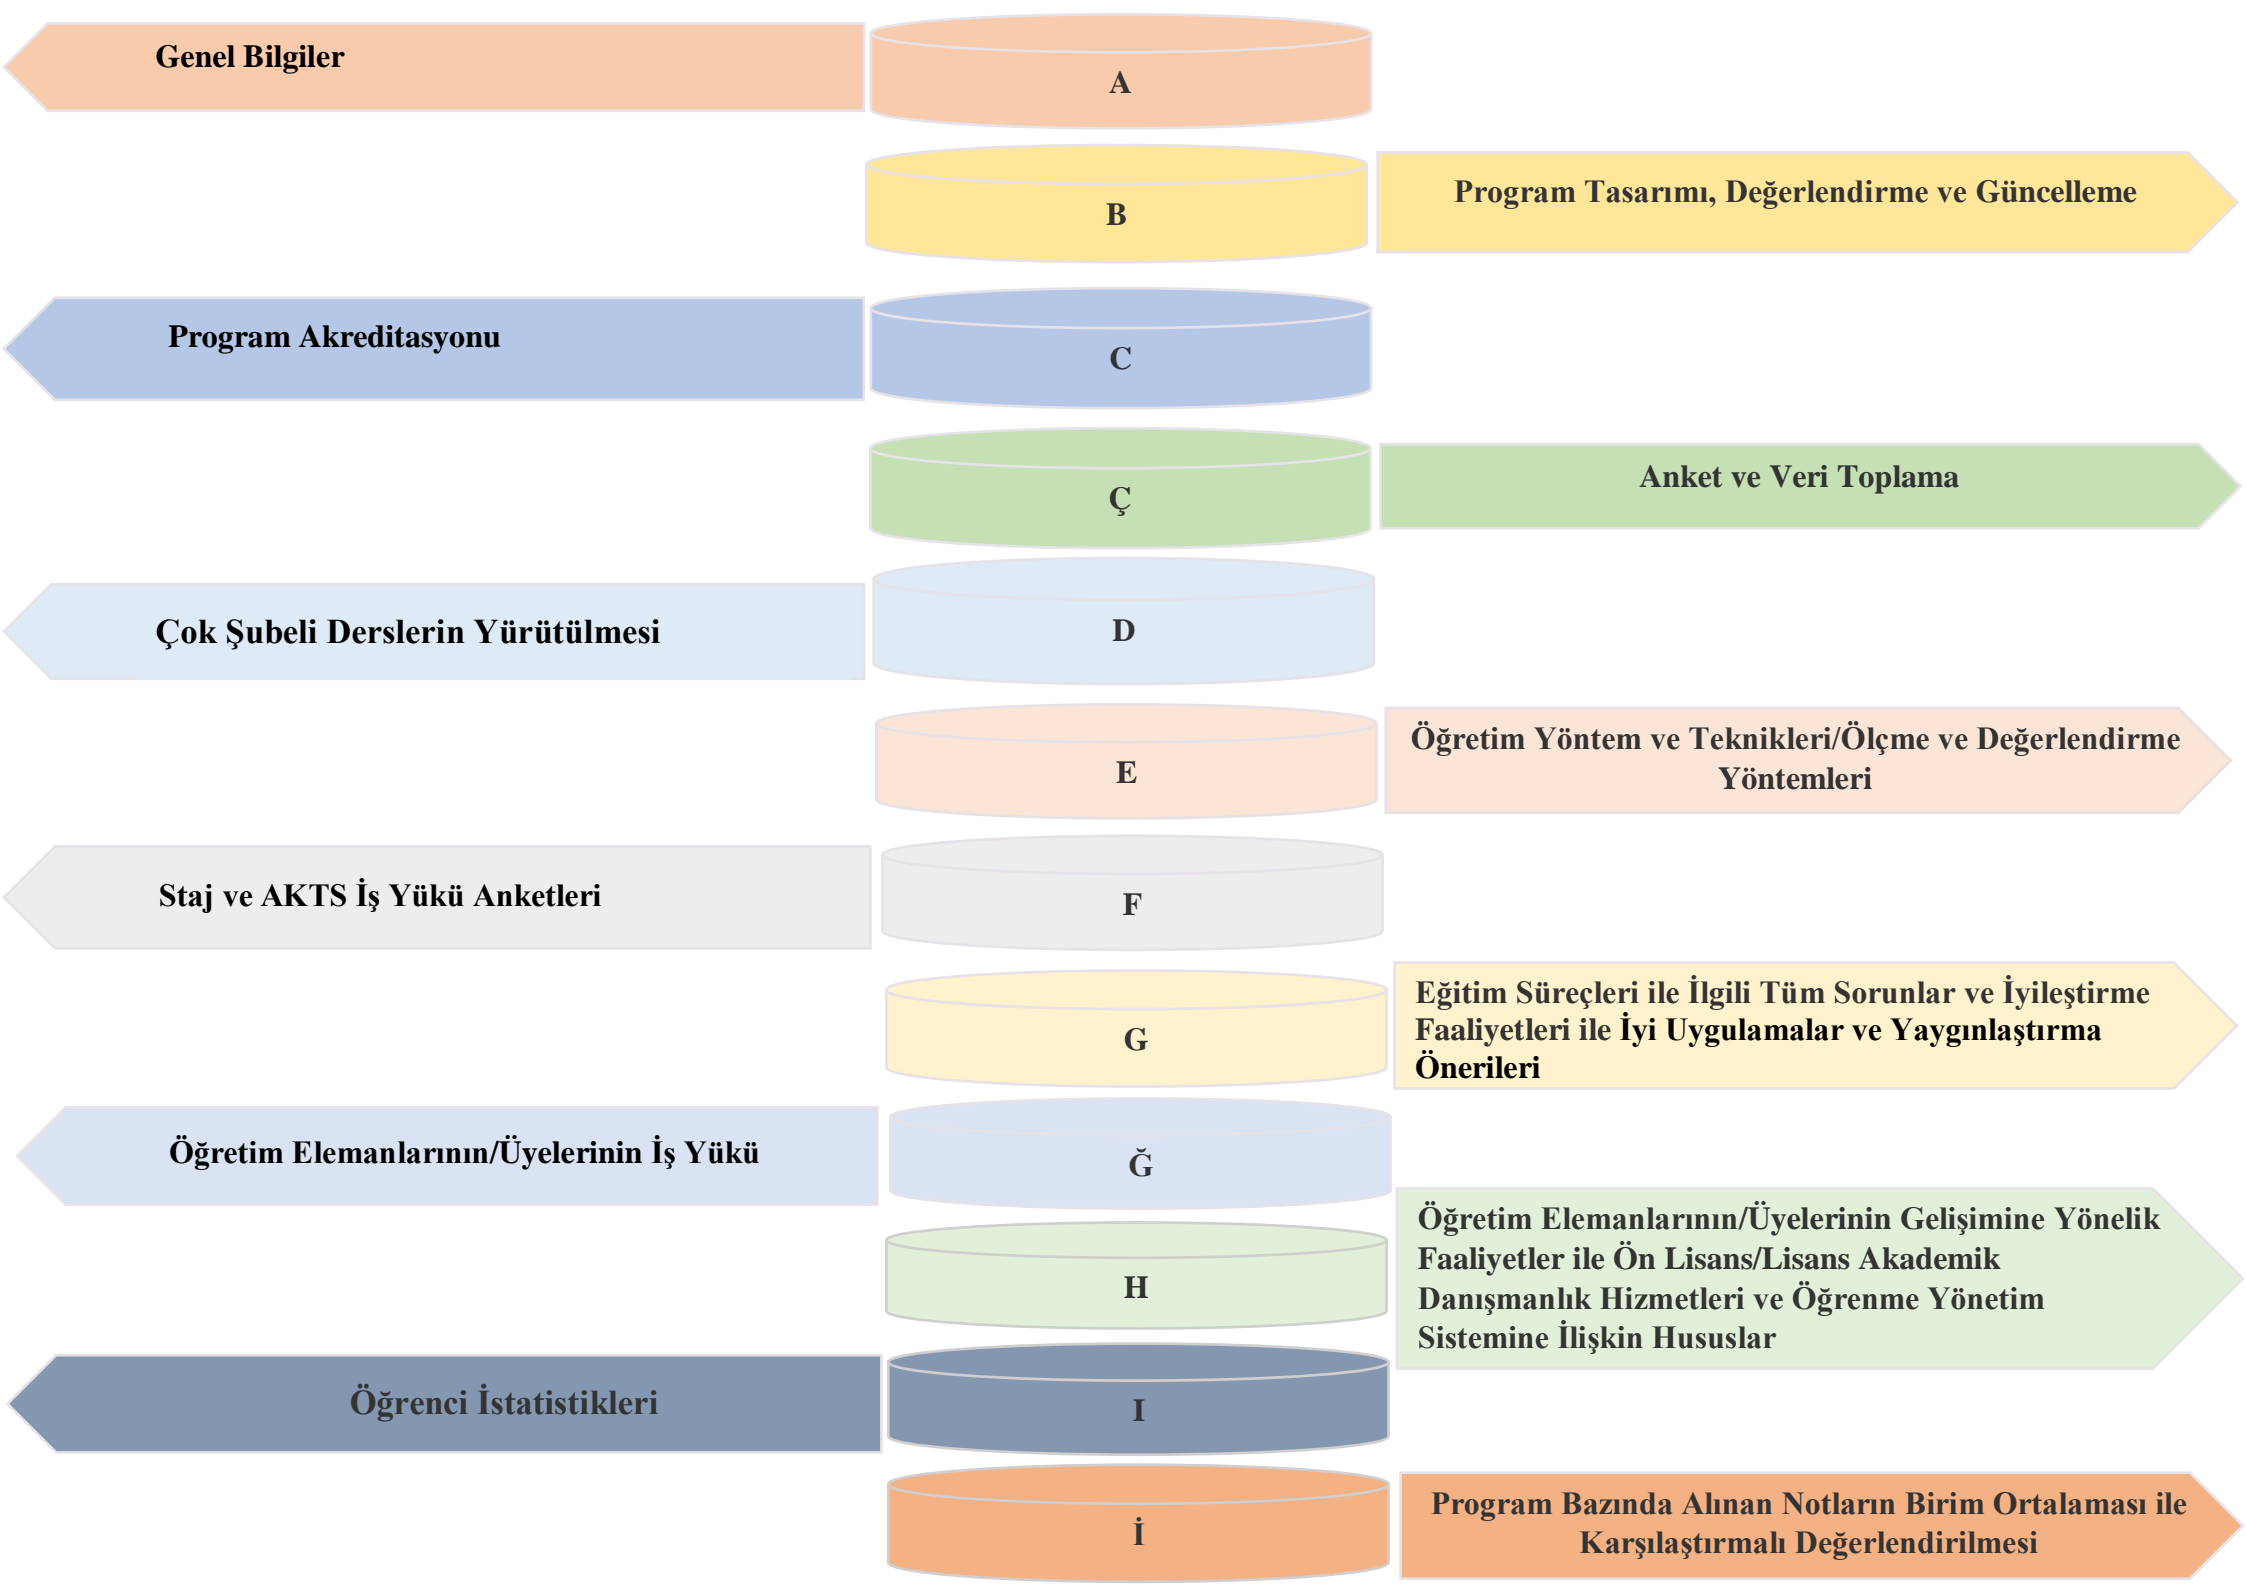 Genel Bilgiler
A
B
Program Tasarımı, Değerlendirme ve Güncelleme
Program Akreditasyonu
C
Ç
Anket ve Veri Toplama
Çok Şubeli Derslerin Yürütülmesi
D
E
Öğretim Yöntem ve Teknikleri/Ölçme ve Değerlendirme
Yöntemleri
Staj ve AKTS İş Yükü Anketleri
F
G
Eğitim Süreçleri ile İlgili Tüm Sorunlar ve İyileştirme
Faaliyetleri ile İyi Uygulamalar ve Yaygınlaştırma
Önerileri
Öğretim Elemanlarının/Üyelerinin İş Yükü
Ğ
H
Öğretim Elemanlarının/Üyelerinin Gelişimine Yönelik
Faaliyetler ile Ön Lisans/Lisans Akademik
Danışmanlık Hizmetleri ve Öğrenme Yönetim
Sistemine İlişkin Hususlar
Öğrenci İstatistikleri
I
İ
Program Bazında Alınan Notların Birim Ortalaması ile
Karşılaştırmalı Değerlendirilmesi